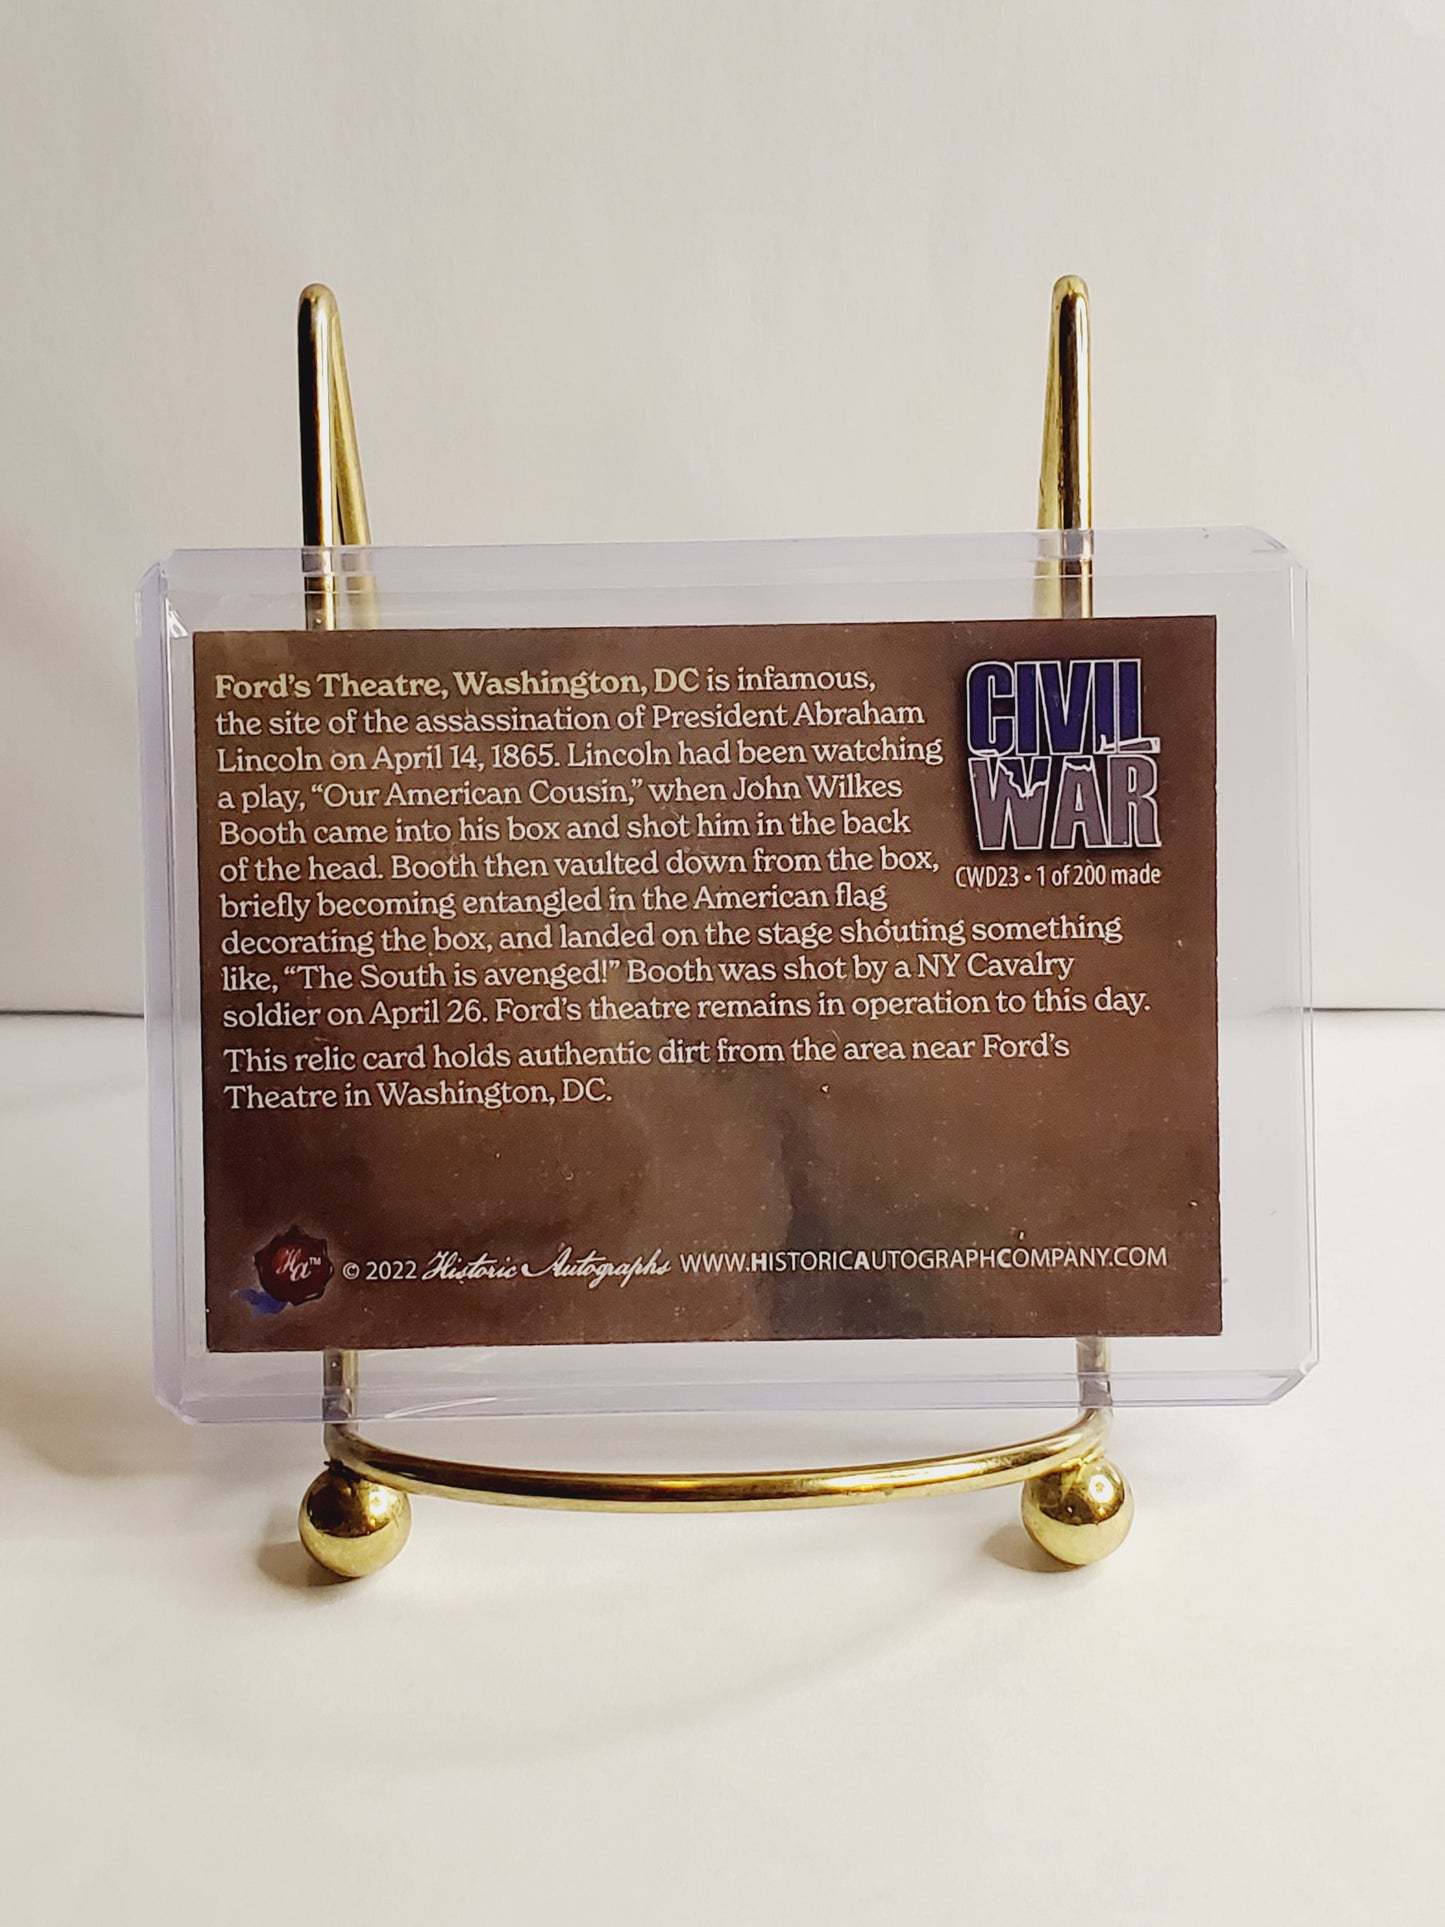 Ford's Theatre, Washington, DC is infamous,
the site of the assassination of President Abraham
Lincoln on April 14, 1865. Lincoln had been watching
a play, “Our American Cousin,” when John Wilkes
Booth came into his box and shot him in the back
of the head. Booth then vaulted down from the box,
briefly becoming entangled in the American flag
decorating the box, and landed on the stage shouting something
like, “The South is avenged!” Booth was shot by a NY Cavalry
soldier on April 26. Ford's theatre remains in operation to this day.
This relic card holds authentic dirt from the area near Ford's
Theatre in Washington, DC.
CIVIL
WAR
CWD23 • 1 of 200 made
Ha™ © 2022 Historic Autographs WWW.HISTORICAUTOGRAPHCOMPANY.COM